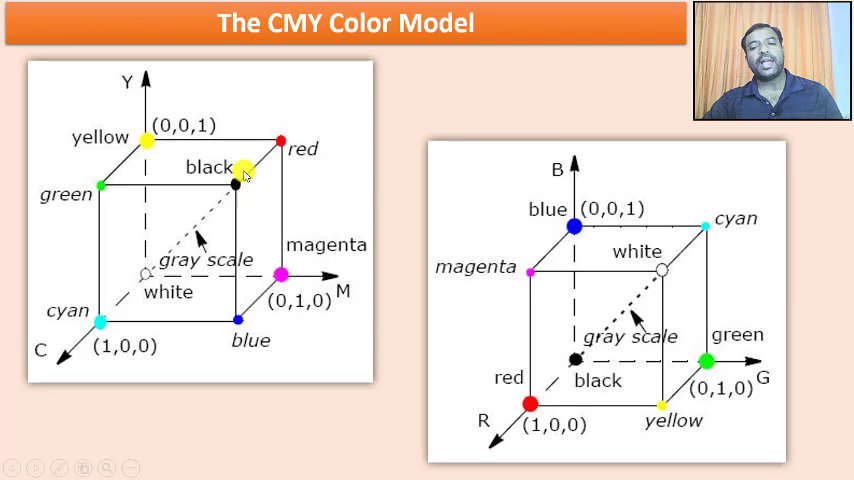 The CMY Color Model
Y
yellow
(0,0,1)
red
black
green
gray scale
magenta
white
(0,1,0)
M
cyan
(1,0,0)
blue
C
B
blue
(0,0,1)
cyan
white
magenta
gray scale
green
red
black
(0,1,0)
G
R
(1,0,0)
yellow